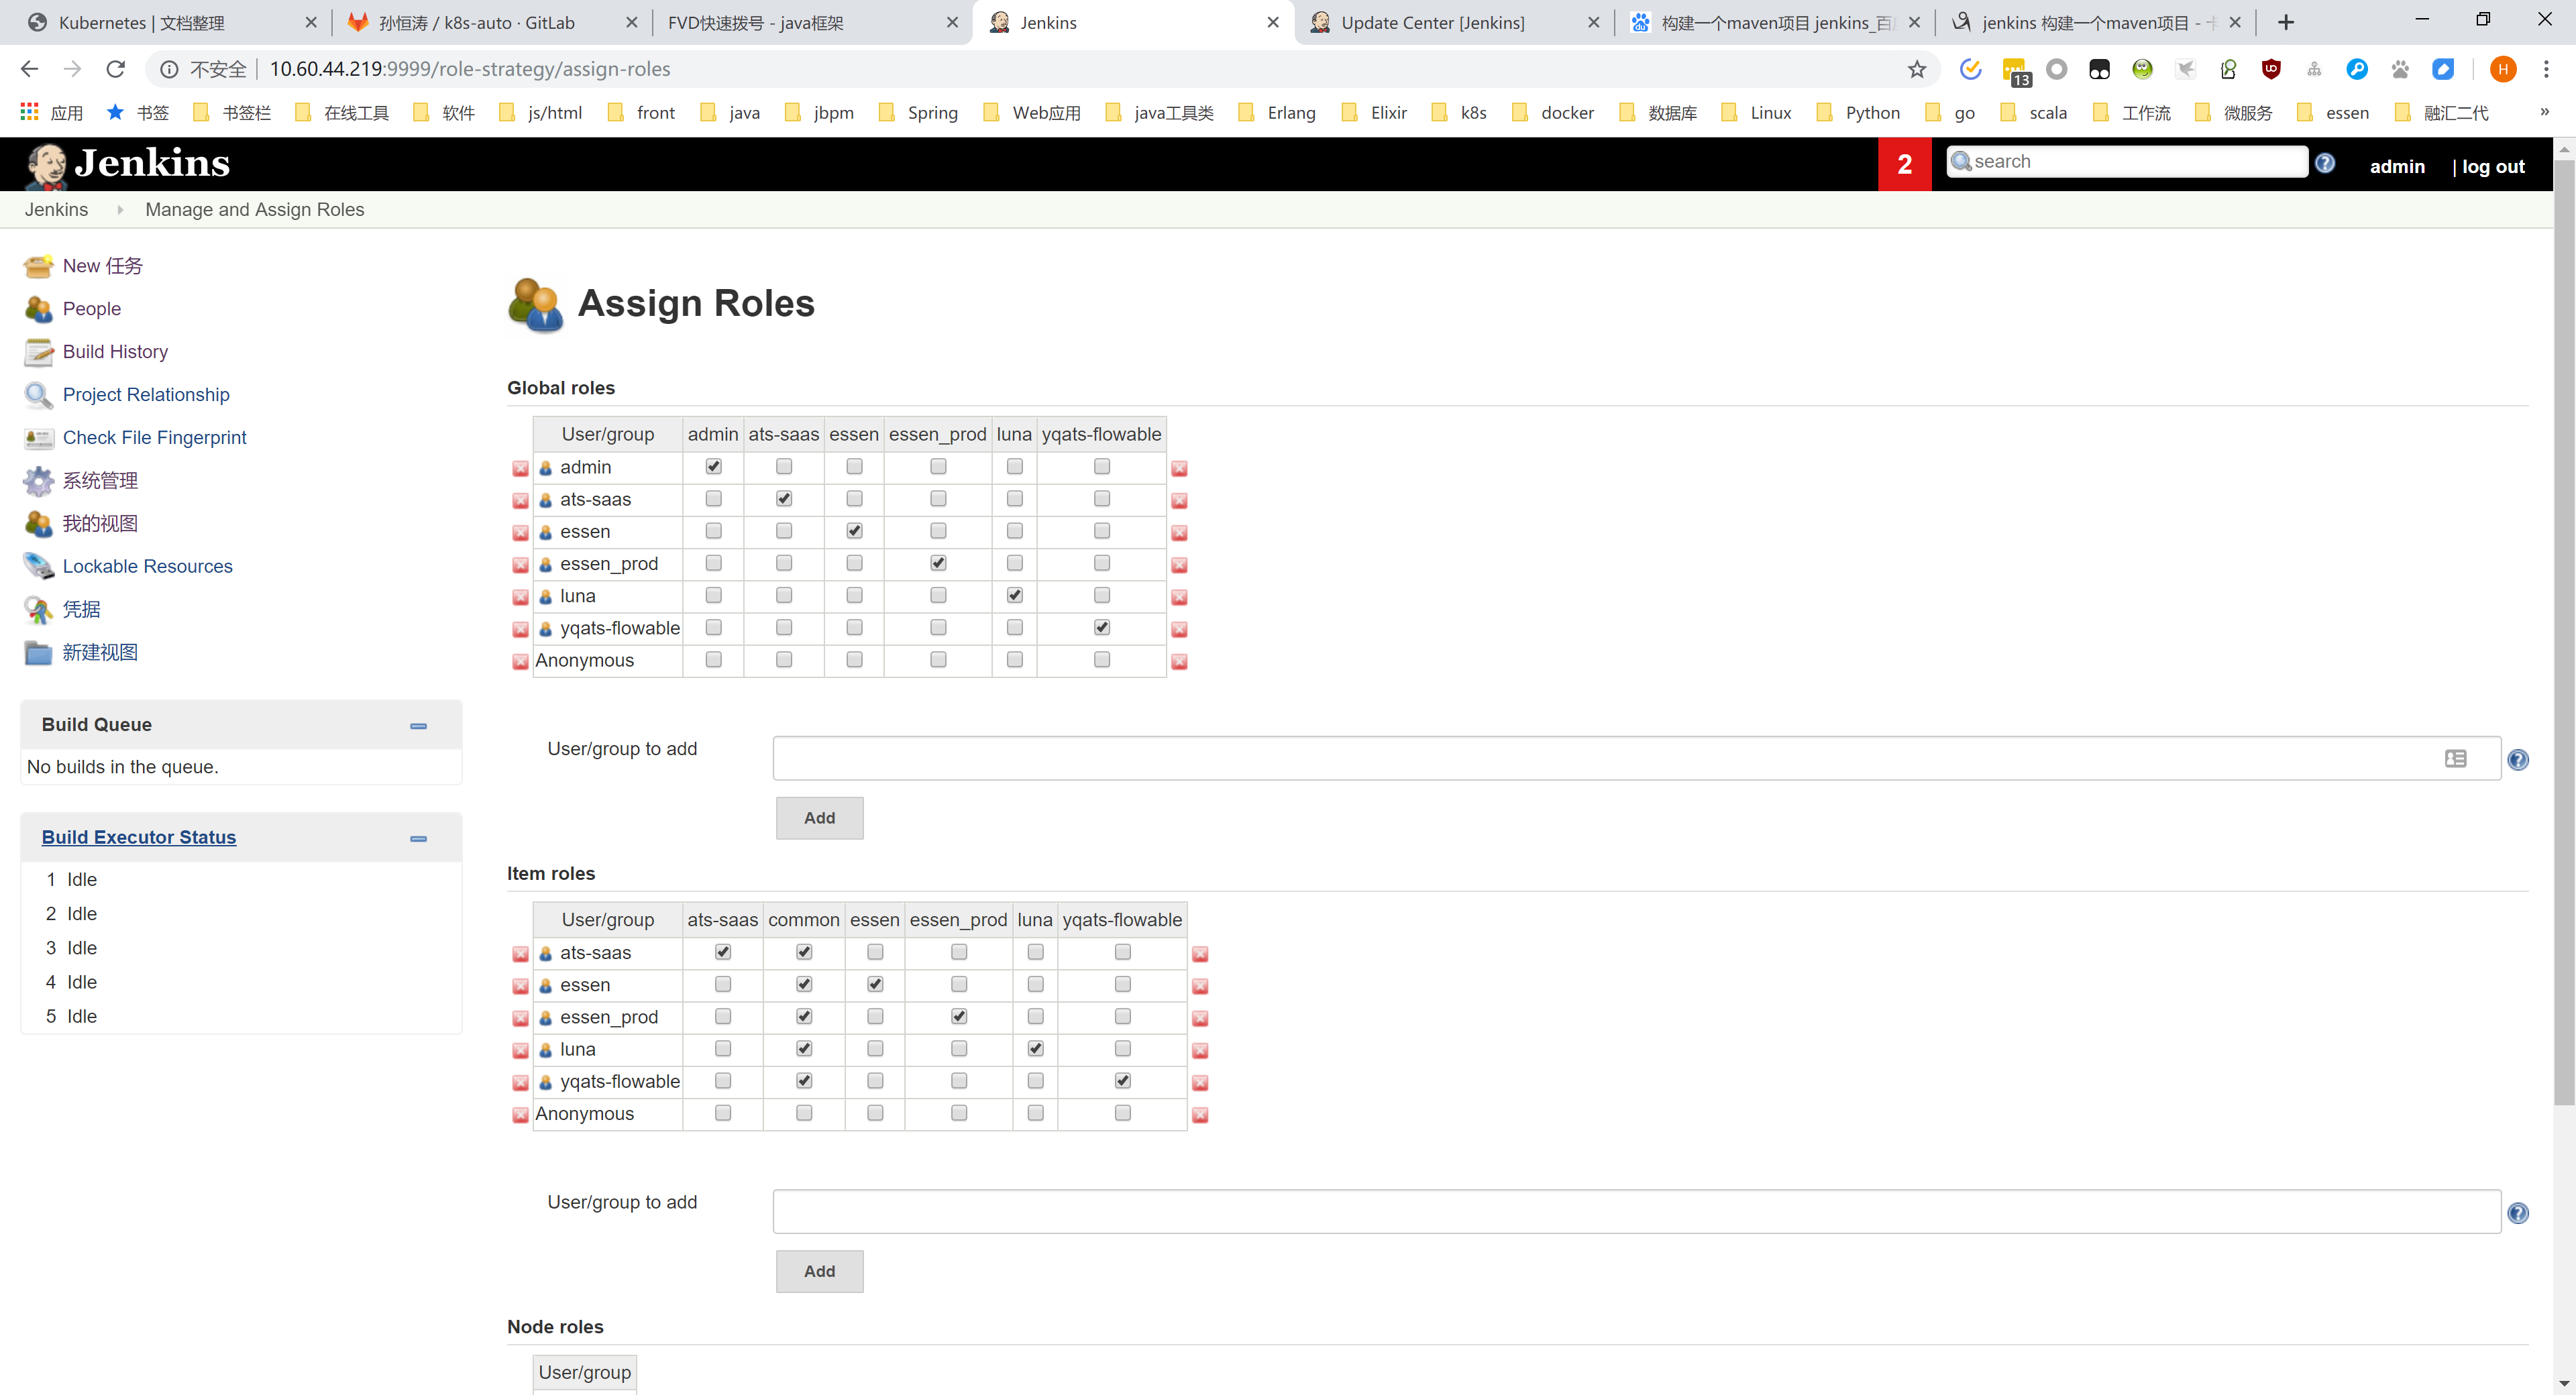 Kubernetes | 文档整理
孙恒涛 / k8s-auto · GitLab
FVD快速拨号 - java框架
Jenkins
Update Center [Jenkins]
构建一个maven项目 jenkins_百
jenkins 构建一个maven项目 -
不安全 10.60.44.219:9999/role-strategy/assign-roles
13
H
应用 书签 书签栏 在线工具 软件 js/html front java jbpm Spring Web应用 java工具类 Erlang Elixir k8s docker 数据库 Linux Python go scala 工作流 微服务 essen 融汇二代 »
Jenkins
2
search
admin
| log out
Jenkins
Manage and Assign Roles
New 任务
People
Build History
Project Relationship
Check File Fingerprint
系统管理
我的视图
Lockable Resources
凭据
新建视图
Build Queue
No builds in the queue.
Build Executor Status
1 Idle
2 Idle
3 Idle
4 Idle
5 Idle
Assign Roles
Global roles
User/group admin ats-saas essen essen_prod luna yqats-flowable
admin
ats-saas
essen
essen_prod
luna
yqats-flowable
Anonymous
User/group to add
Add
Item roles
User/group ats-saas common essen essen_prod luna yqats-flowable
ats-saas
essen
essen_prod
luna
yqats-flowable
Anonymous
User/group to add
Add
Node roles
User/group